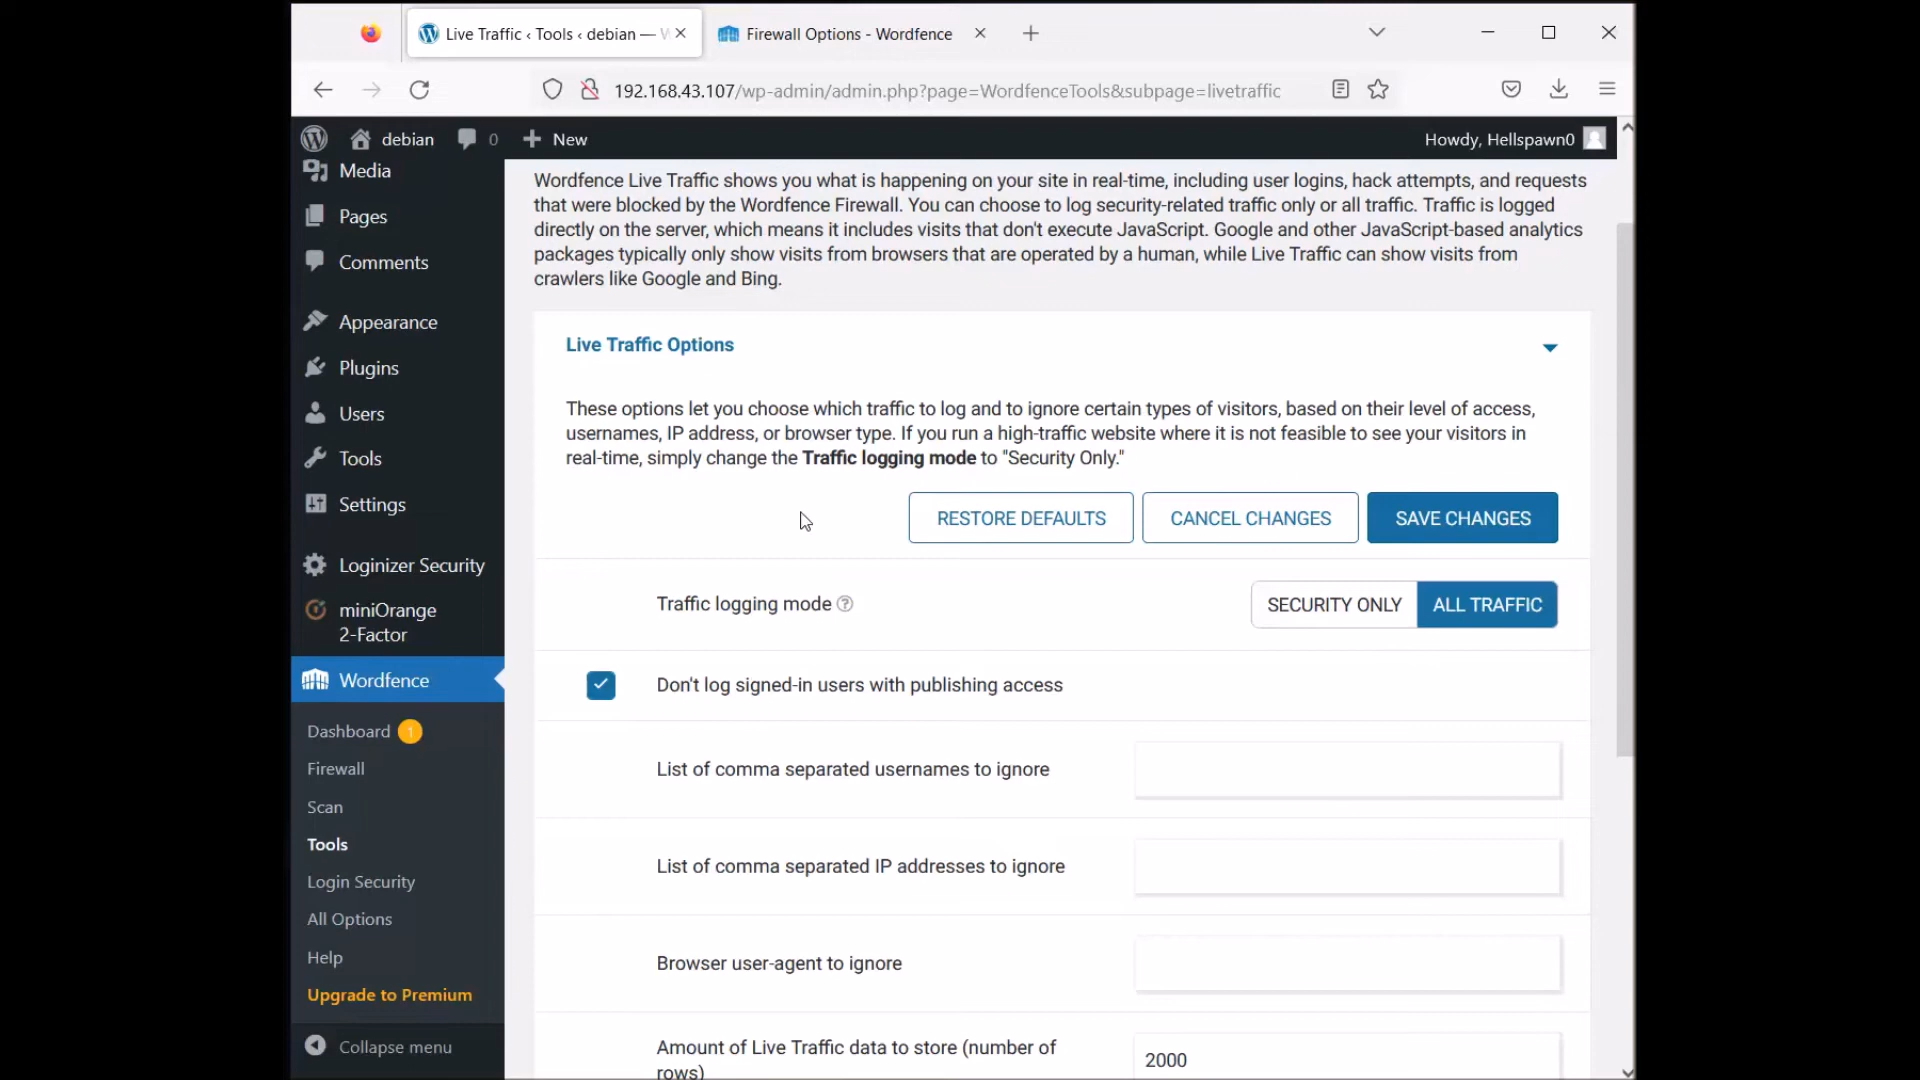 Live Traffic ‹ Tools ‹ debian — W
Firewall Options - Wordfence
192.168.43.107/wp-admin/admin.php?page=WordfenceTools&subpage=livetraffic
debian
0
New
Howdy, Hellspawn0
Media
Pages
Comments
Appearance
Plugins
Users
Tools
Settings
Loginizer Security
miniOrange
2-Factor
Wordfence
Dashboard 1
Firewall
Scan
Tools
Login Security
All Options
Help
Upgrade to Premium
Collapse menu
Wordfence Live Traffic shows you what is happening on your site in real-time, including user logins, hack attempts, and requests
that were blocked by the Wordfence Firewall. You can choose to log security-related traffic only or all traffic. Traffic is logged
directly on the server, which means it includes visits that don't execute JavaScript. Google and other JavaScript-based analytics
packages typically only show visits from browsers that are operated by a human, while Live Traffic can show visits from
crawlers like Google and Bing.
Live Traffic Options
These options let you choose which traffic to log and to ignore certain types of visitors, based on their level of access,
usernames, IP address, or browser type. If you run a high-traffic website where it is not feasible to see your visitors in
real-time, simply change the Traffic logging mode to "Security Only."
RESTORE DEFAULTS
CANCEL CHANGES
SAVE CHANGES
Traffic logging mode ?
SECURITY ONLY
ALL TRAFFIC
Don't log signed-in users with publishing access
List of comma separated usernames to ignore
List of comma separated IP addresses to ignore
Browser user-agent to ignore
Amount of Live Traffic data to store (number of
rows)
2000